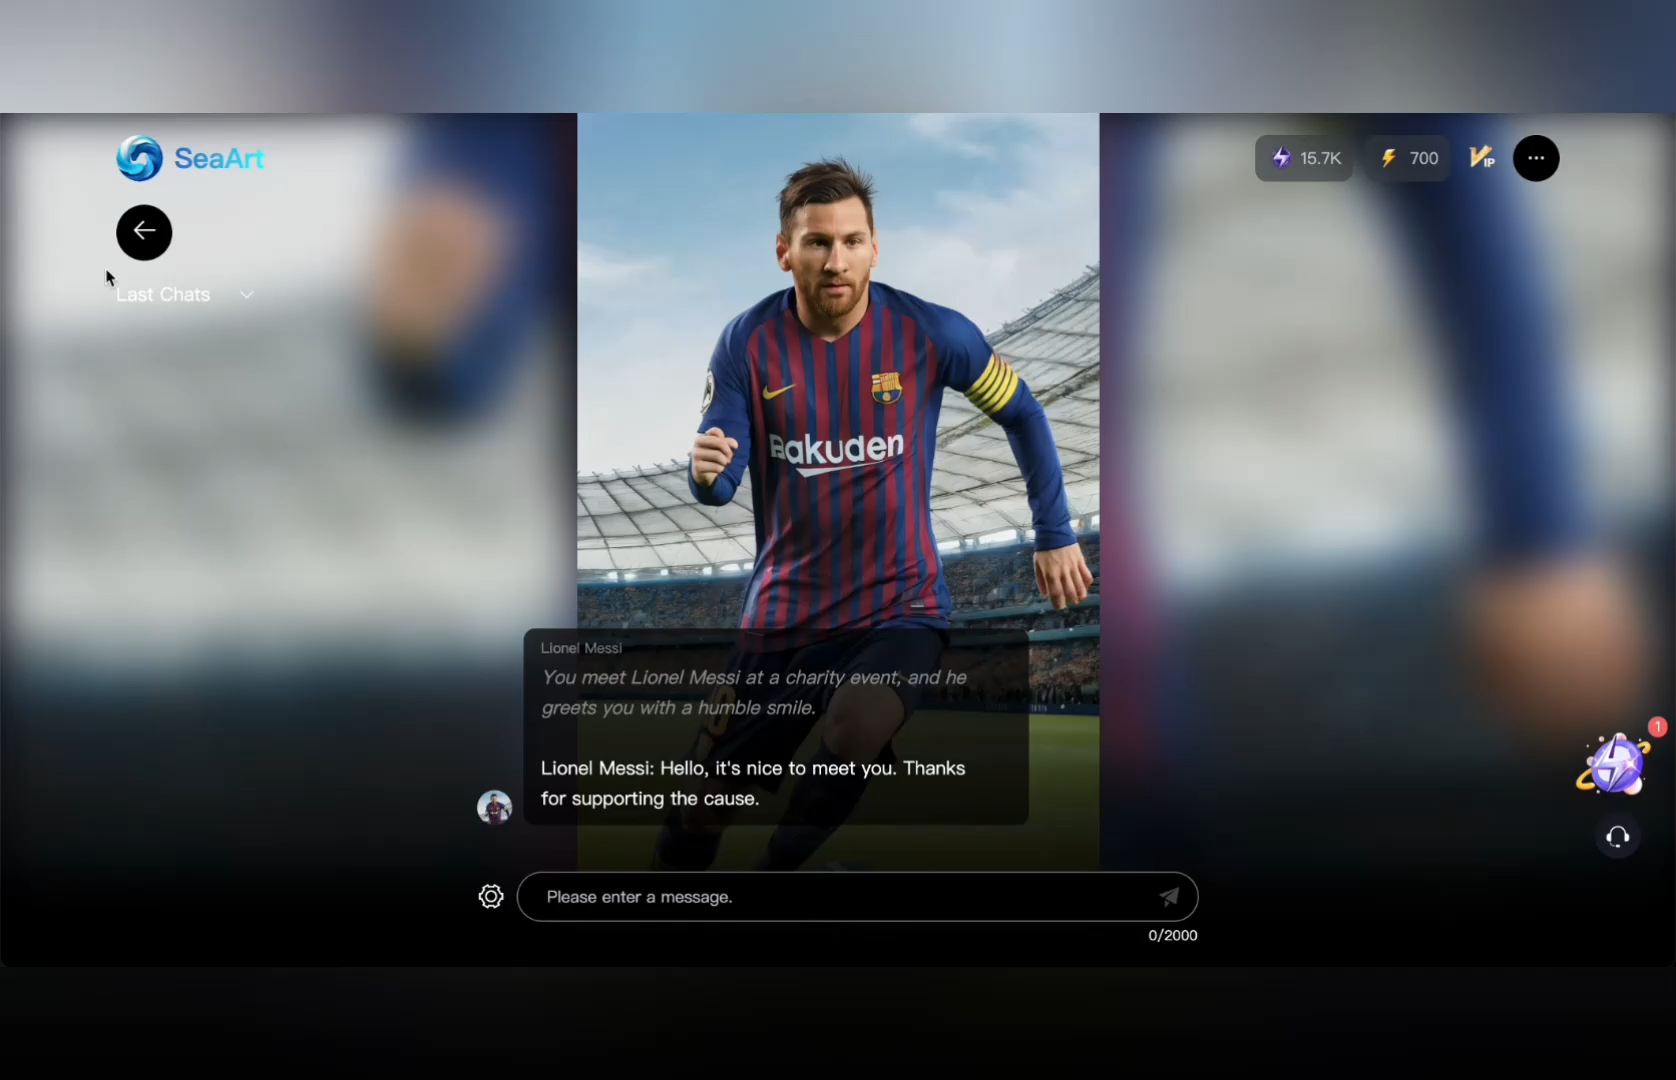 SeaArt
15.7K
700
VIP
...
Last Chats
Bakuden
Lionel Messi
You meet Lionel Messi at a charity event, and he
greets you with a humble smile.
Lionel Messi: Hello, it's nice to meet you. Thanks
for supporting the cause.
1
Please enter a message.
0/2000